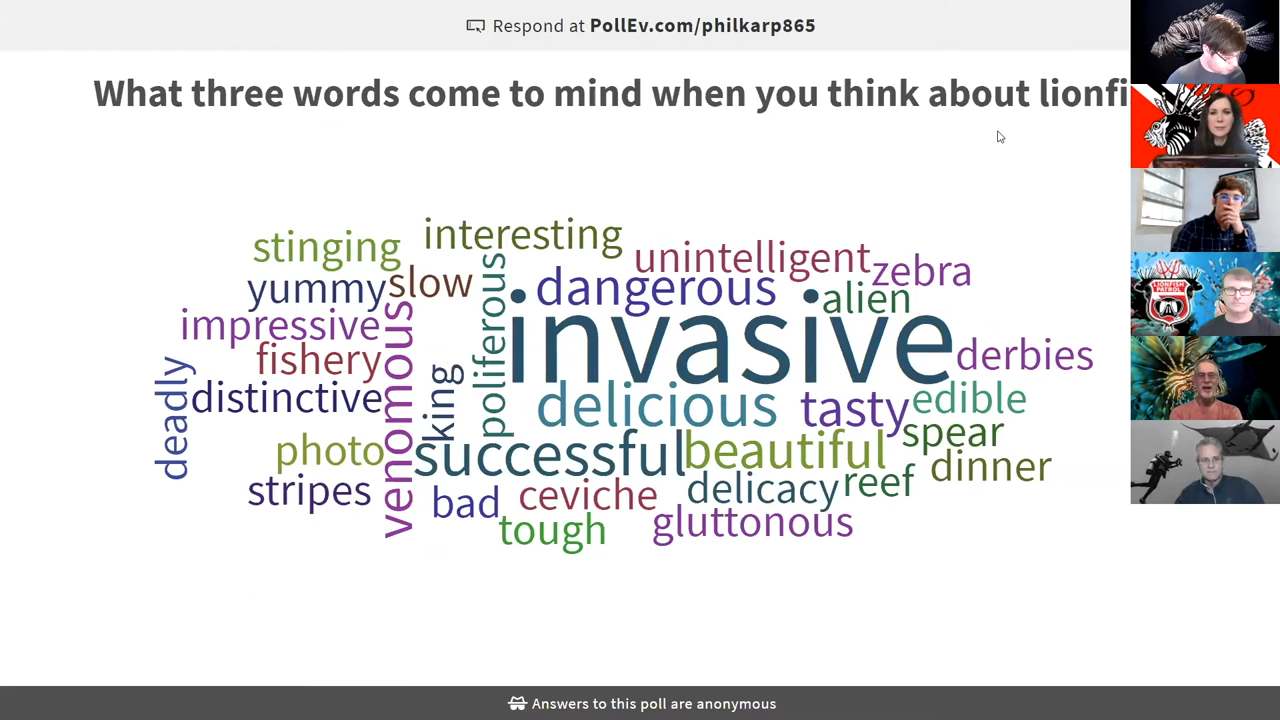 Respond at PollEv.com/philkarp865
What three words come to mind when you think about lionfi
stinging
interesting
unintelligent
zebra
yummy
slow
poliferous
dangerous
alien
impressive
venomous
invasive
fishery
derbies
deadly
distinctive
king
delicious
tasty
edible
photo
successful
beautiful
spear
dinner
stripes
bad
ceviche
delicacy
reef
tough
gluttonous
LIONFISH
PATROL
Answers to this poll are anonymous